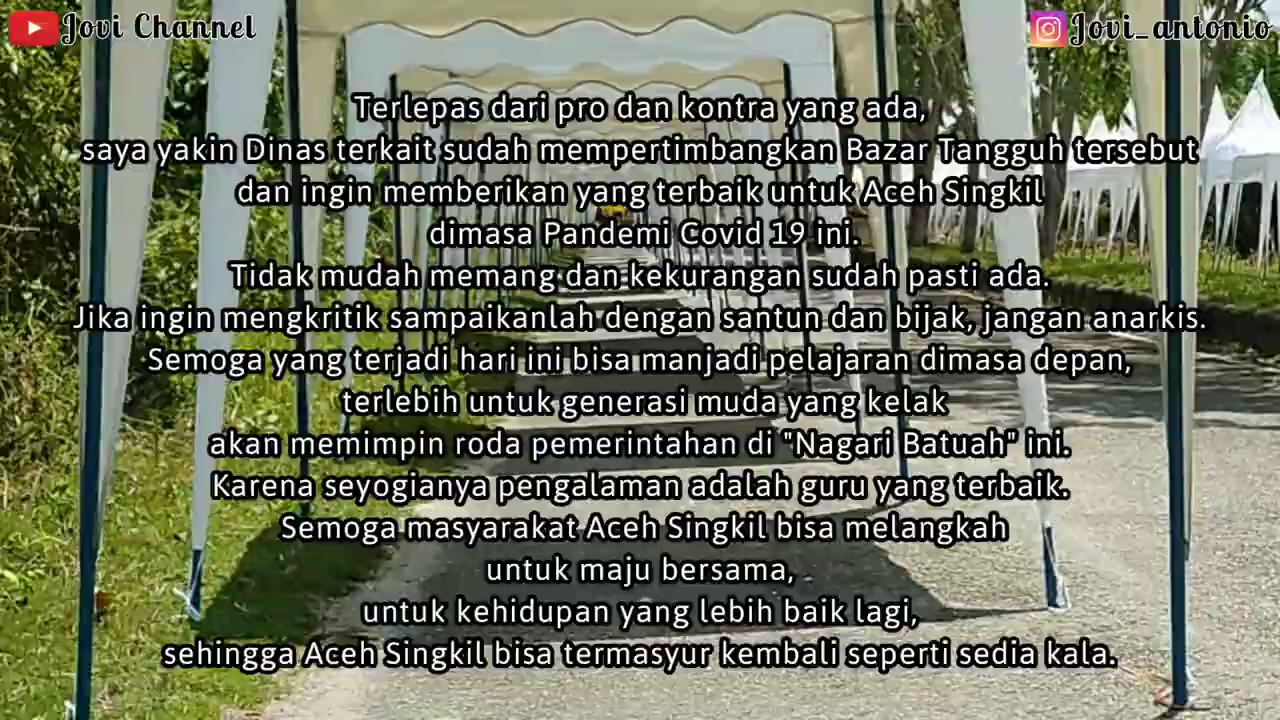 Jovi Channel
Jovi_antonio
Terlepas dari pro dan kontra yang ada,
saya yakin Dinas terkait sudah mempertimbangkan Bazar Tangguh tersebut
dan ingin memberikan yang terbaik untuk Aceh Singkil
dimasa Pandemi Covid 19 ini.
Tidak mudah memang dan kekurangan sudah pasti ada.
Jika ingin mengkritik sampaikanlah dengan santun dan bijak, jangan anarkis.
Semoga yang terjadi hari ini bisa manjadi pelajaran dimasa depan,
terlebih untuk generasi muda yang kelak
akan memimpin roda pemerintahan di "Nagari Batuah" ini.
Karena seyogianya pengalaman adalah guru yang terbaik.
Semoga masyarakat Aceh Singkil bisa melangkah
untuk maju bersama,
untuk kehidupan yang lebih baik lagi,
sehingga Aceh Singkil bisa termasyur kembali seperti sedia kala.